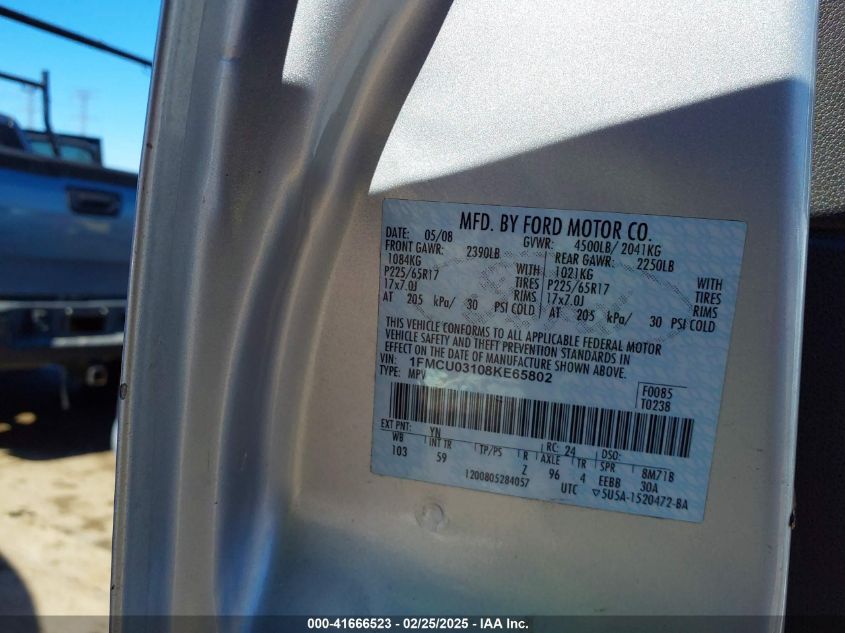 MFD. BY FORD MOTOR CO.
DATE: 05/08 GVWR: 4500LB/ 2041KG
FRONT GAWR: 2390LB REAR GAWR: 2250LB
1084KG WITH 1021KG WITH
P225/65R17 TIRES P225/65R17 TIRES
17x7.0J RIMS 17x7.0J RIMS
AT 205 kPa/ 30 PSI COLD AT 205 kPa/ 30 PSI COLD
THIS VEHICLE CONFORMS TO ALL APPLICABLE FEDERAL MOTOR
VEHICLE SAFETY AND THEFT PREVENTION STANDARDS IN
EFFECT ON THE DATE OF MANUFACTURE SHOWN ABOVE.
VIN: 1FMCU03108KE65802
TYPE: MPV
F0085
T0238
EXT PNT: YN RC: 24 DSO:
WB INT TR TP/PS R AXLE TR SPR 8M71B
103 59 Z 96 4 EEBB 30A
1200805284057 UTC ▽5U5A-1520472-BA
000-41666523 - 02/25/2025 - IAA Inc.